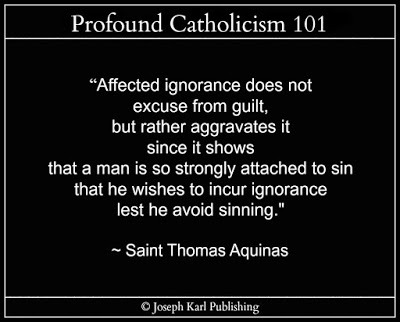 Profound Catholicism 101
“Affected ignorance does not
excuse from guilt,
but rather aggravates it
since it shows
that a man is so strongly attached to sin
that he wishes to incur ignorance
lest he avoid sinning."
~ Saint Thomas Aquinas
© Joseph Karl Publishing